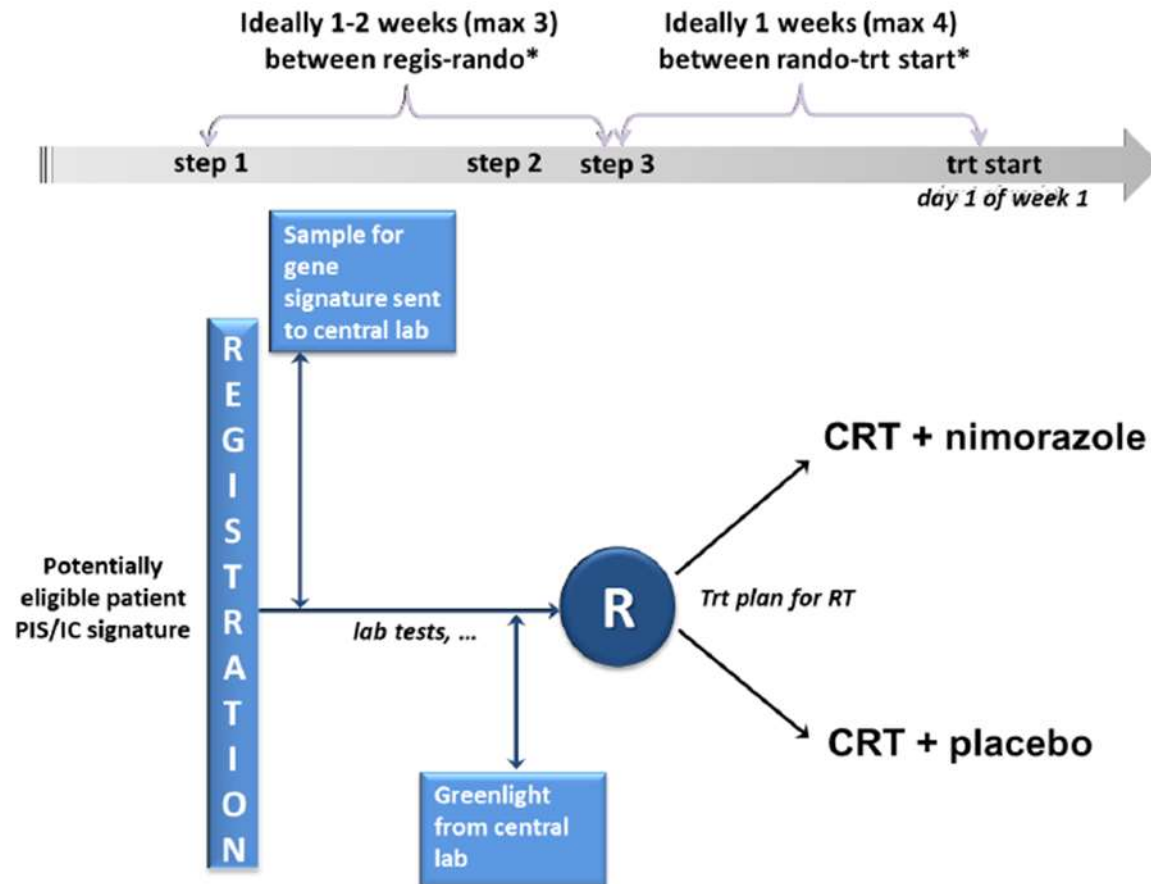 Ideally 1-2 weeks (max 3)
between regis-rando*
Ideally 1 weeks (max 4)
between rando-trt start*
step 1
step 2
step 3
trt start
day 1 of week 1
Sample for
gene
signature sent
to central lab
REGISTRATION
Potentially
eligible patient
PIS/IC signature
lab tests, ...
R
Trt plan for RT
CRT + nimorazole
CRT + placebo
Greenlight
from central
lab